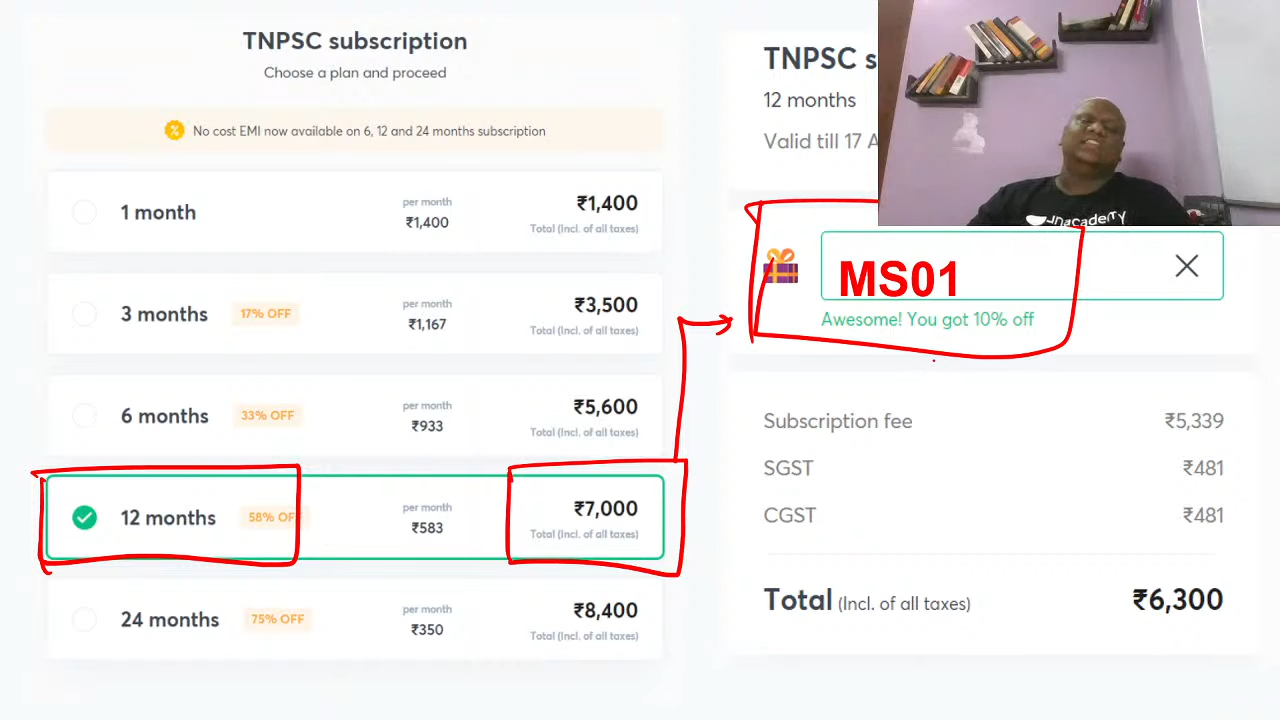 TNPSC subscription
Choose a plan and proceed
No cost EMI now available on 6, 12 and 24 months subscription
1 month
per month
₹1,400
₹1,400
Total (Incl. of all taxes)
3 months
17% OFF
per month
₹1,167
₹3,500
Total (Incl. of all taxes)
6 months
33% OFF
per month
₹933
₹5,600
Total (Incl. of all taxes)
12 months
58% OFF
per month
₹583
₹7,000
Total (Incl. of all taxes)
24 months
75% OFF
per month
₹350
₹8,400
Total (Incl. of all taxes)
TNPSC s
12 months
Valid till 17 A
unacademy
MS01
Awesome! You got 10% off
Subscription fee ₹5,339
SGST ₹481
CGST ₹481
Total (Incl. of all taxes) ₹6,300